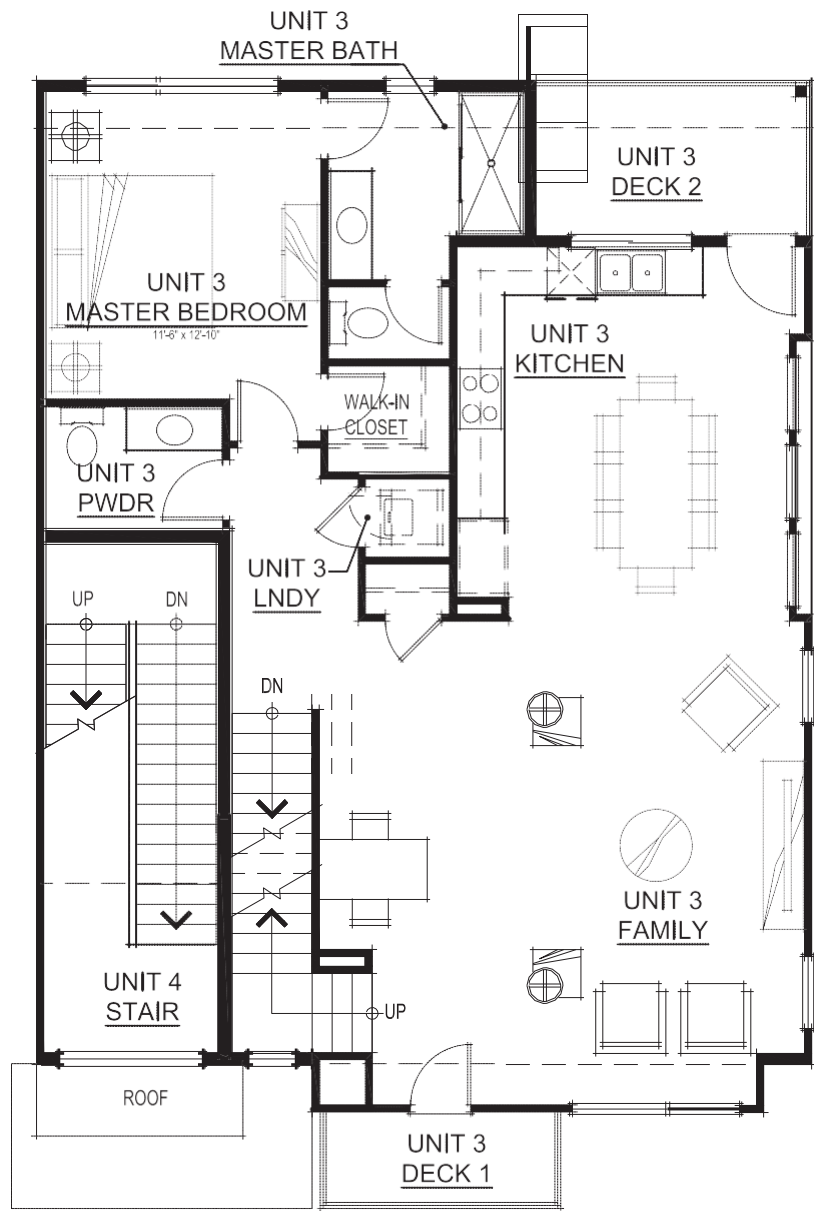 UNIT 3
MASTER BATH
UNIT 3
DECK 2
UNIT 3
MASTER BEDROOM
11'-6" x 12'-10"
UNIT 3
KITCHEN
WALK-IN
CLOSET
UNIT 3
PWDR
UNIT 3
LNDY
UP
DN
DN
UNIT 3
FAMILY
UNIT 4
STAIR
UP
ROOF
UNIT 3
DECK 1